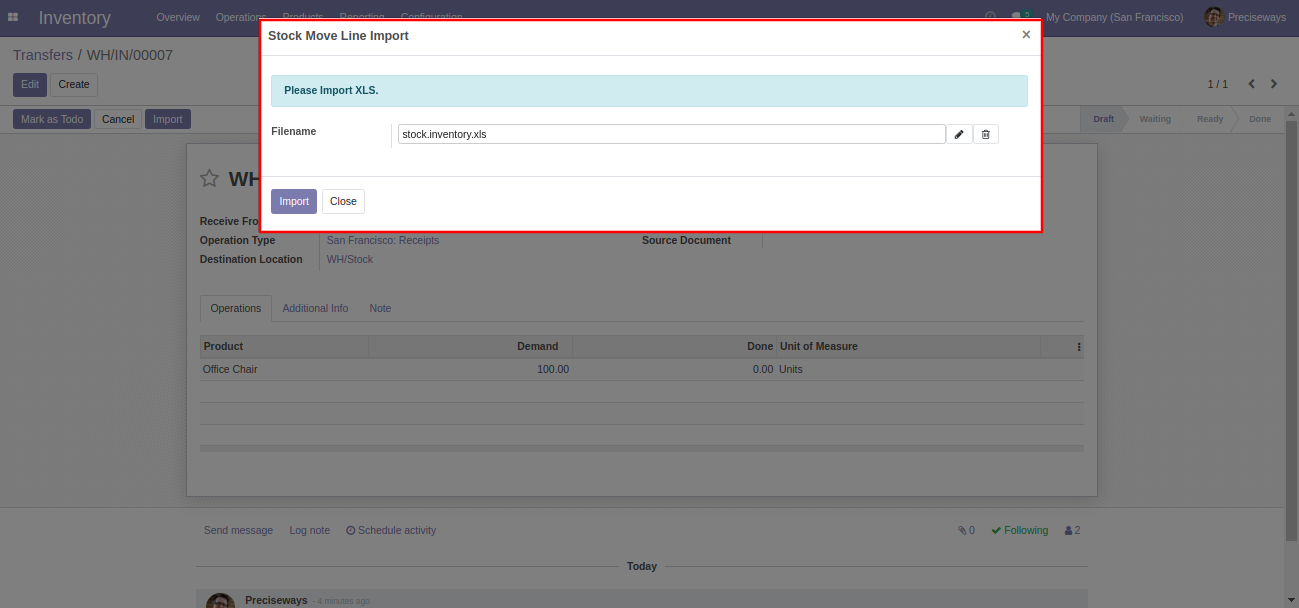 Inventory Overview Operations Products Reporting Configuration 5 My Company (San Francisco) Preciseways
Stock Move Line Import ×
Transfers / WH/IN/00007
Edit Create 1 / 1
Please Import XLS.
Mark as Todo Cancel Import Draft Waiting Ready Done
Filename stock.inventory.xls
WH
Import Close
Receive Fro
Operation Type San Francisco: Receipts Source Document
Destination Location WH/Stock
Operations Additional Info Note
Product Demand Done Unit of Measure
Office Chair 100.00 0.00 Units
Send message Log note Schedule activity 0 Following 2
Today
Preciseways - 4 minutes ago